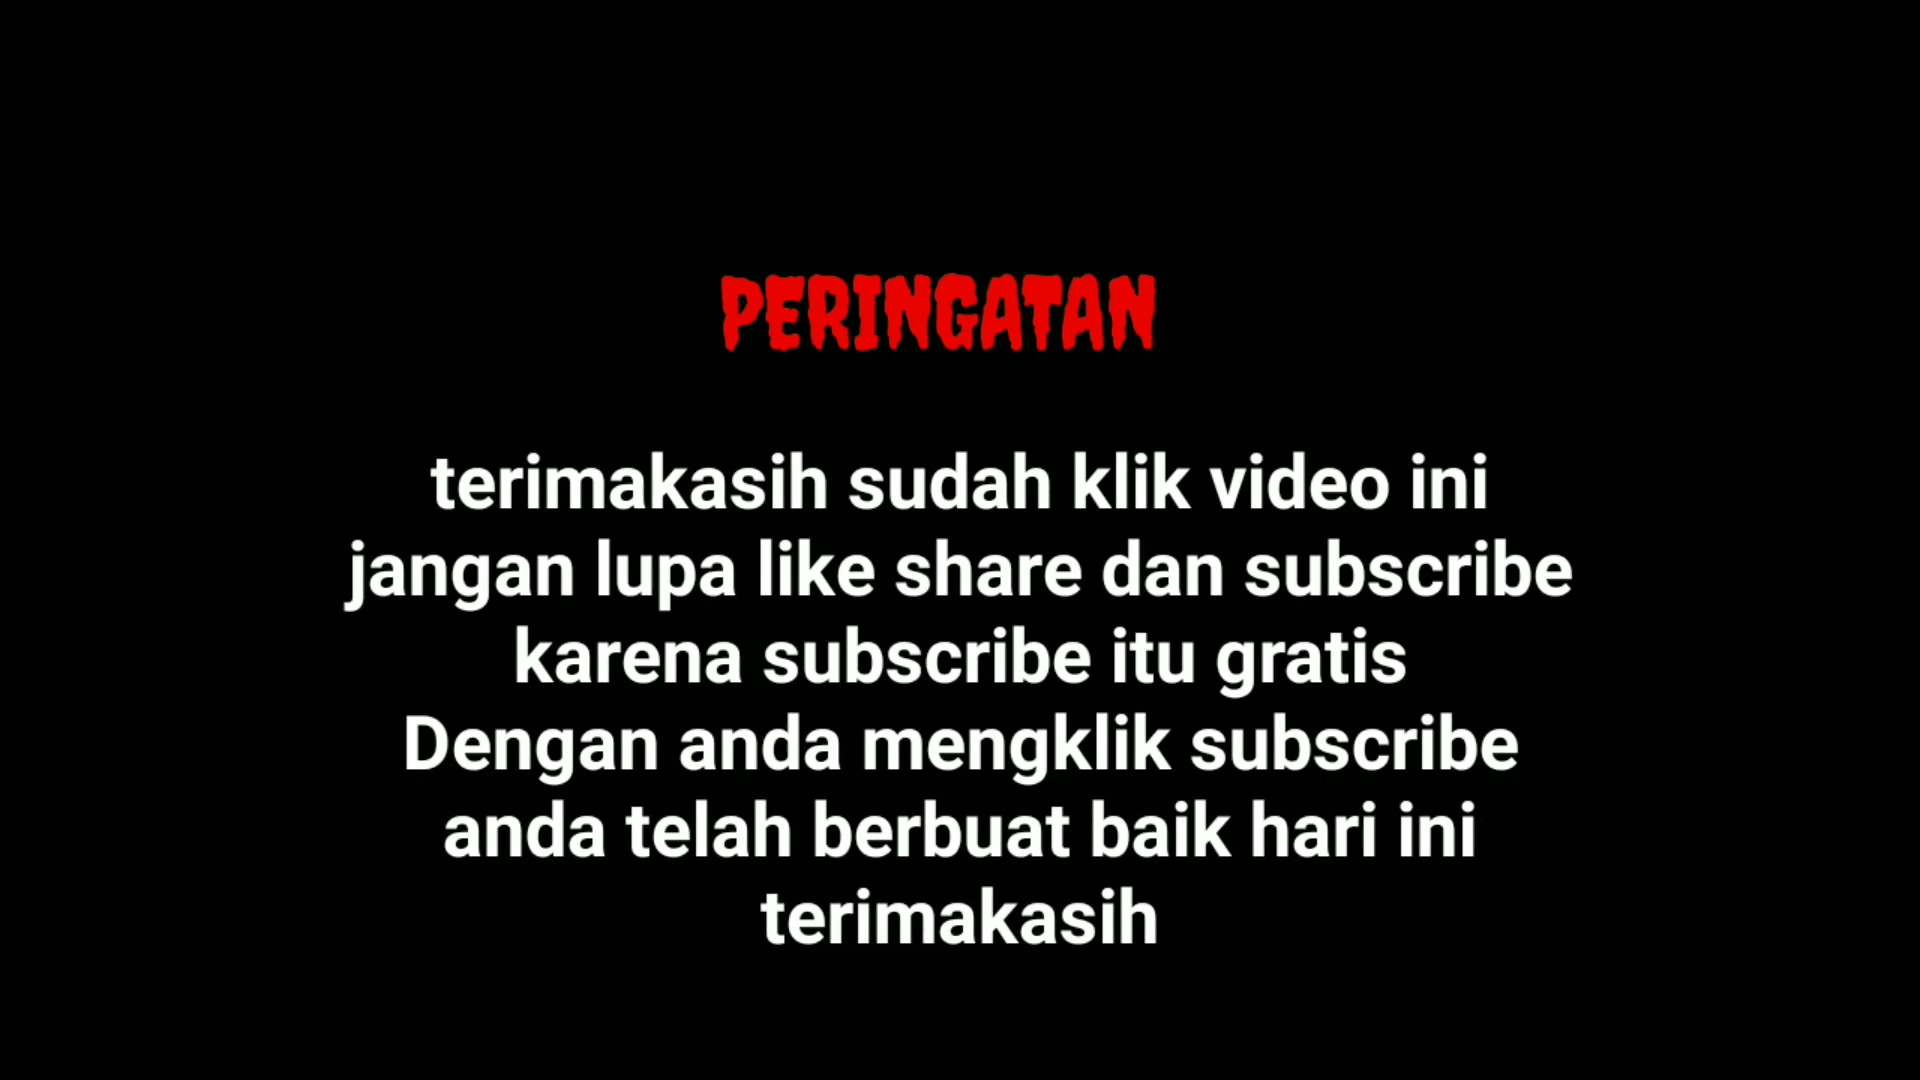 PERINGATAN
terimakasih sudah klik video ini
jangan lupa like share dan subscribe
karena subscribe itu gratis
Dengan anda mengklik subscribe
anda telah berbuat baik hari ini
terimakasih